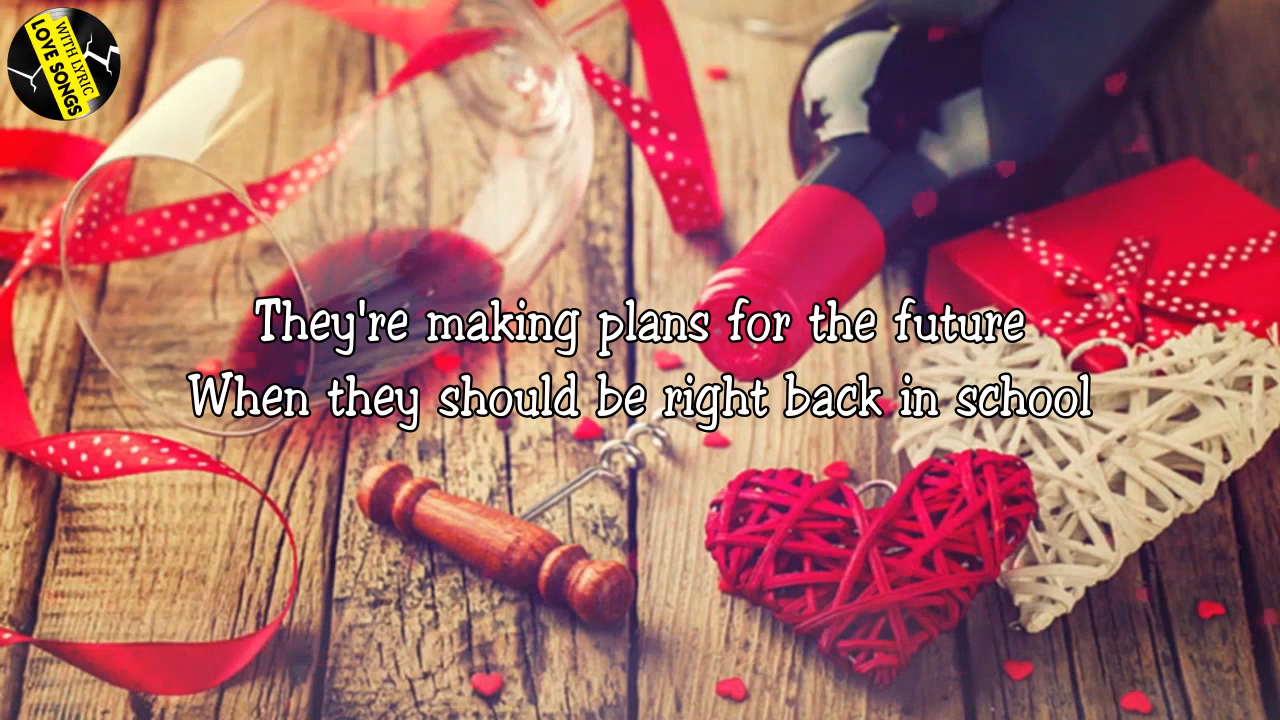 WITH LYRIC
LOVE SONGS
They're making plans for the future
When they should be right back in school